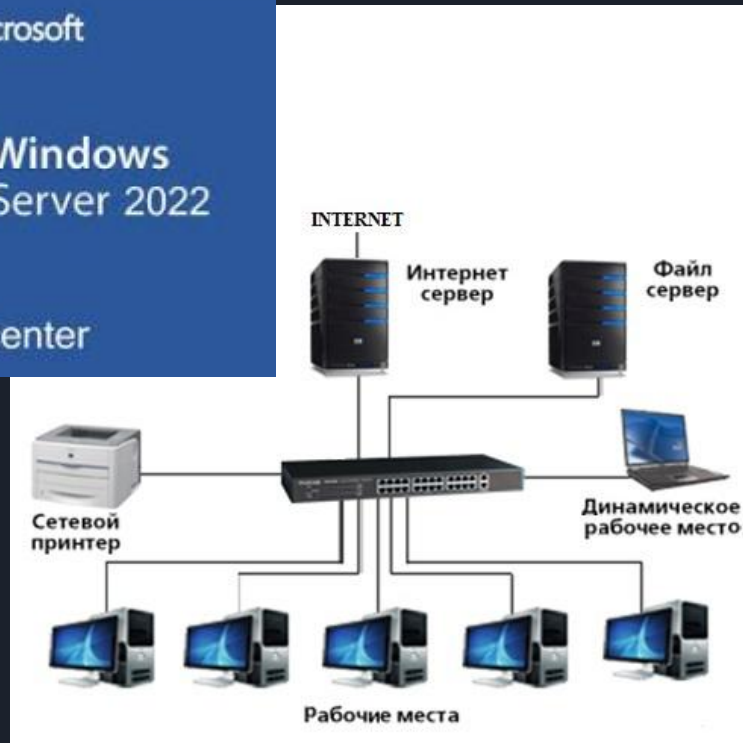 crosoft
Windows
Server 2022
enter
INTERNET
Интернет
сервер
Файл
сервер
Сетевой
принтер
Динамическое
рабочее место
Рабочие места